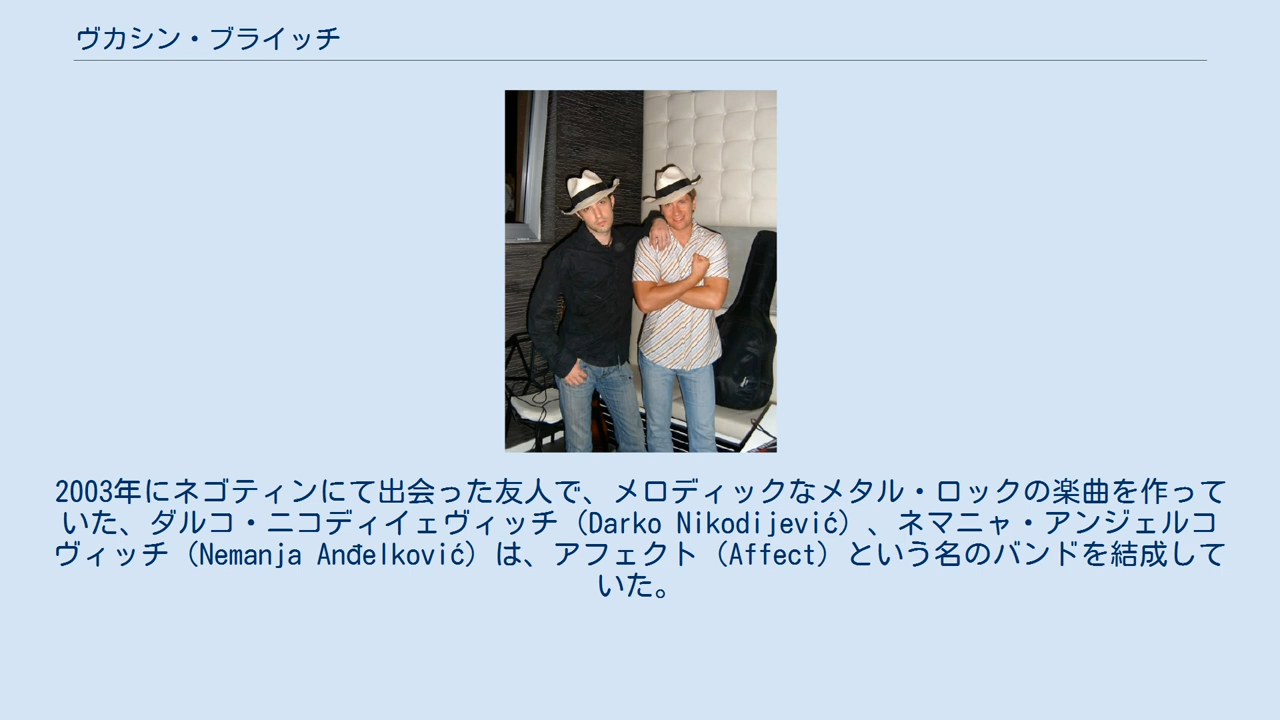 ヴカシン・ブライッチ
2003年にネゴティンにて出会った友人で、メロディックなメタル・ロックの楽曲を作って
いた、ダルコ・ニコディイェヴィッチ（Darko Nikodijević）、ネマニャ・アンジェルコ
ヴィッチ（Nemanja Anđelković）は、アフェクト（Affect）という名のバンドを結成して
いた。